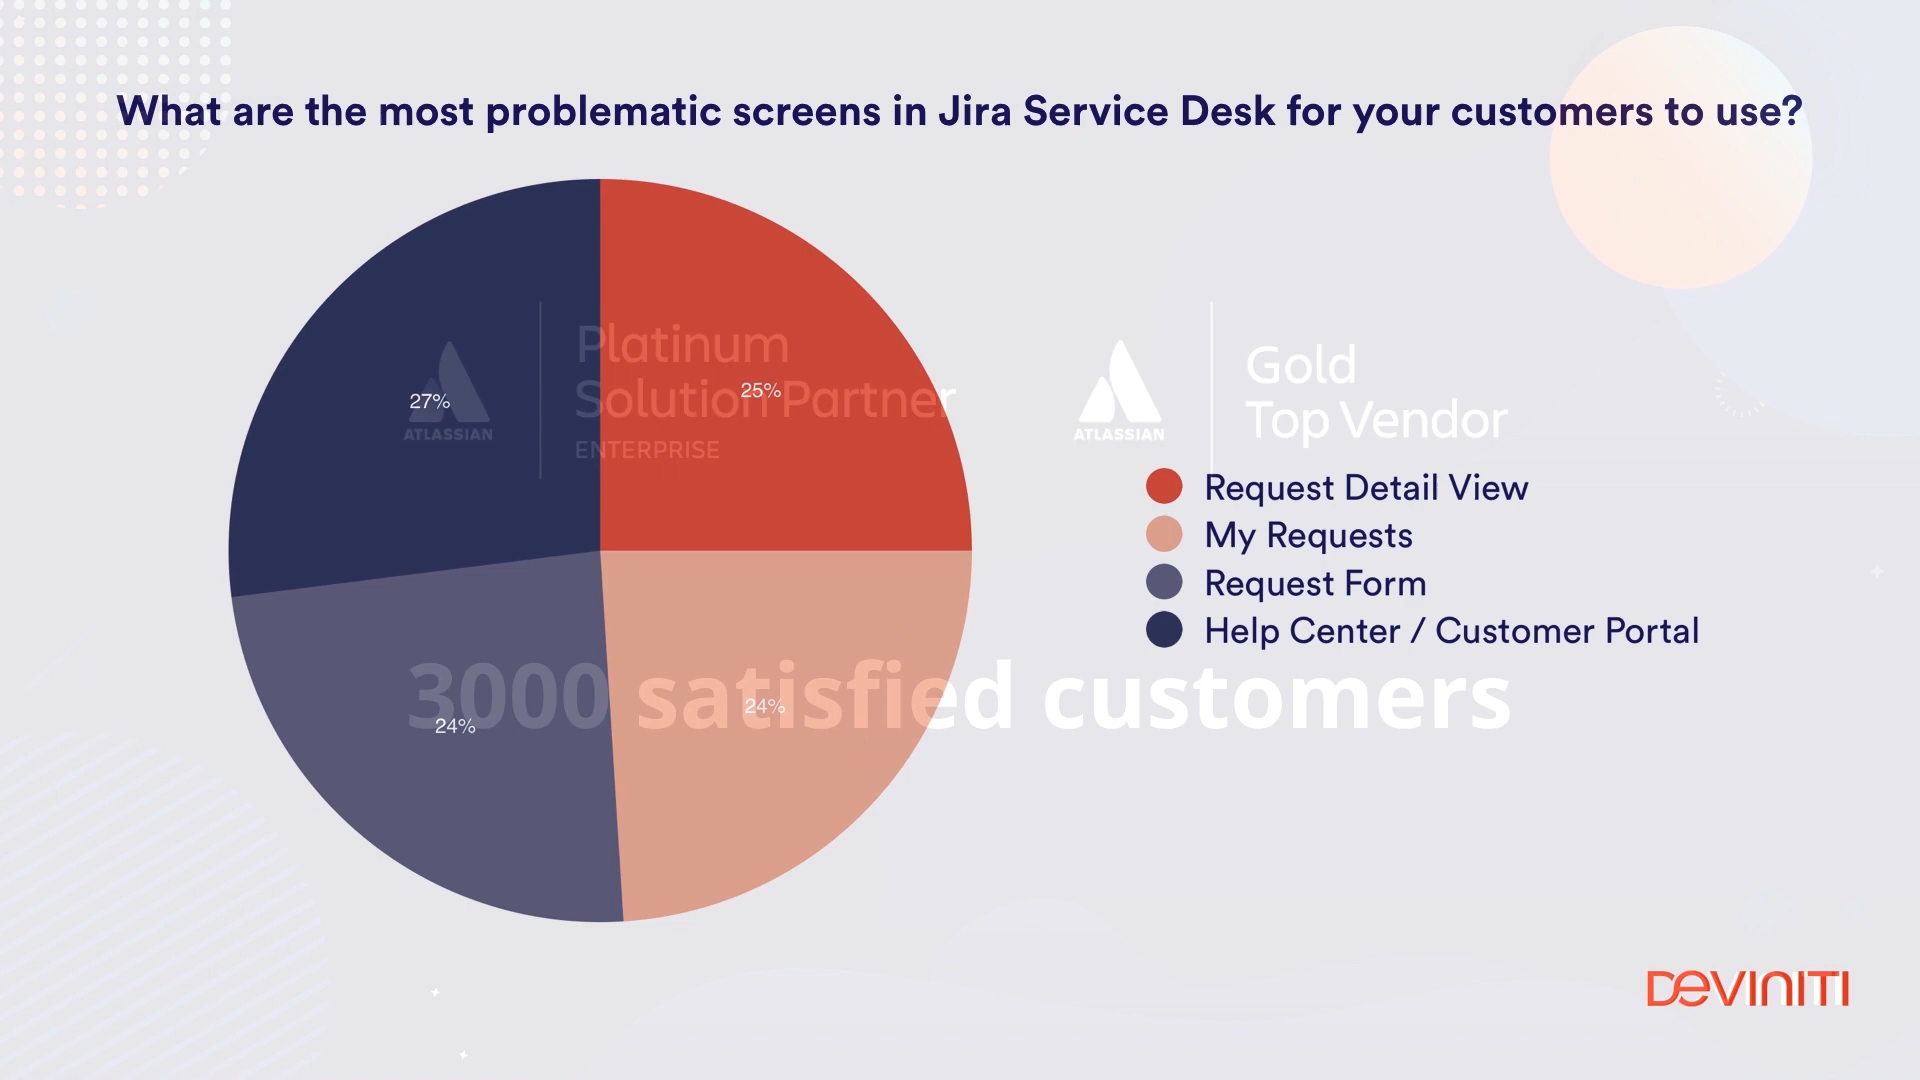 What are the most problematic screens in Jira Service Desk for your customers to use?
Platinum
Solution Partner
ENTERPRISE
ATLASSIAN
27%
25%
Gold
Top Vendor
ATLASSIAN
Request Detail View
My Requests
Request Form
Help Center / Customer Portal
3000 satisfied customers
24%
24%
DEVINITI